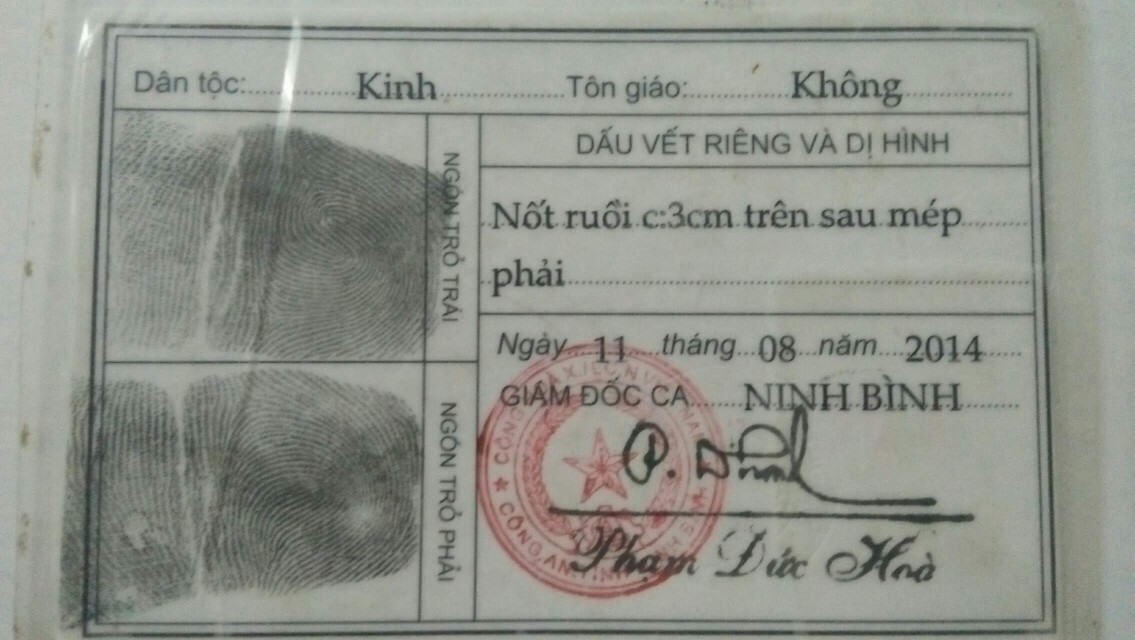 Dân tộc: Kinh Tôn giáo: Không
DẤU VẾT RIÊNG VÀ DỊ HÌNH
NGÓN TRỎ TRÁI
Nốt ruồi c:3cm trên sau mép
phải
Ngày 11 tháng 08 năm 2014
GIÁM ĐỐC CA NINH BÌNH
NGÓN TRỎ PHẢI
Phạm Đức Hoà